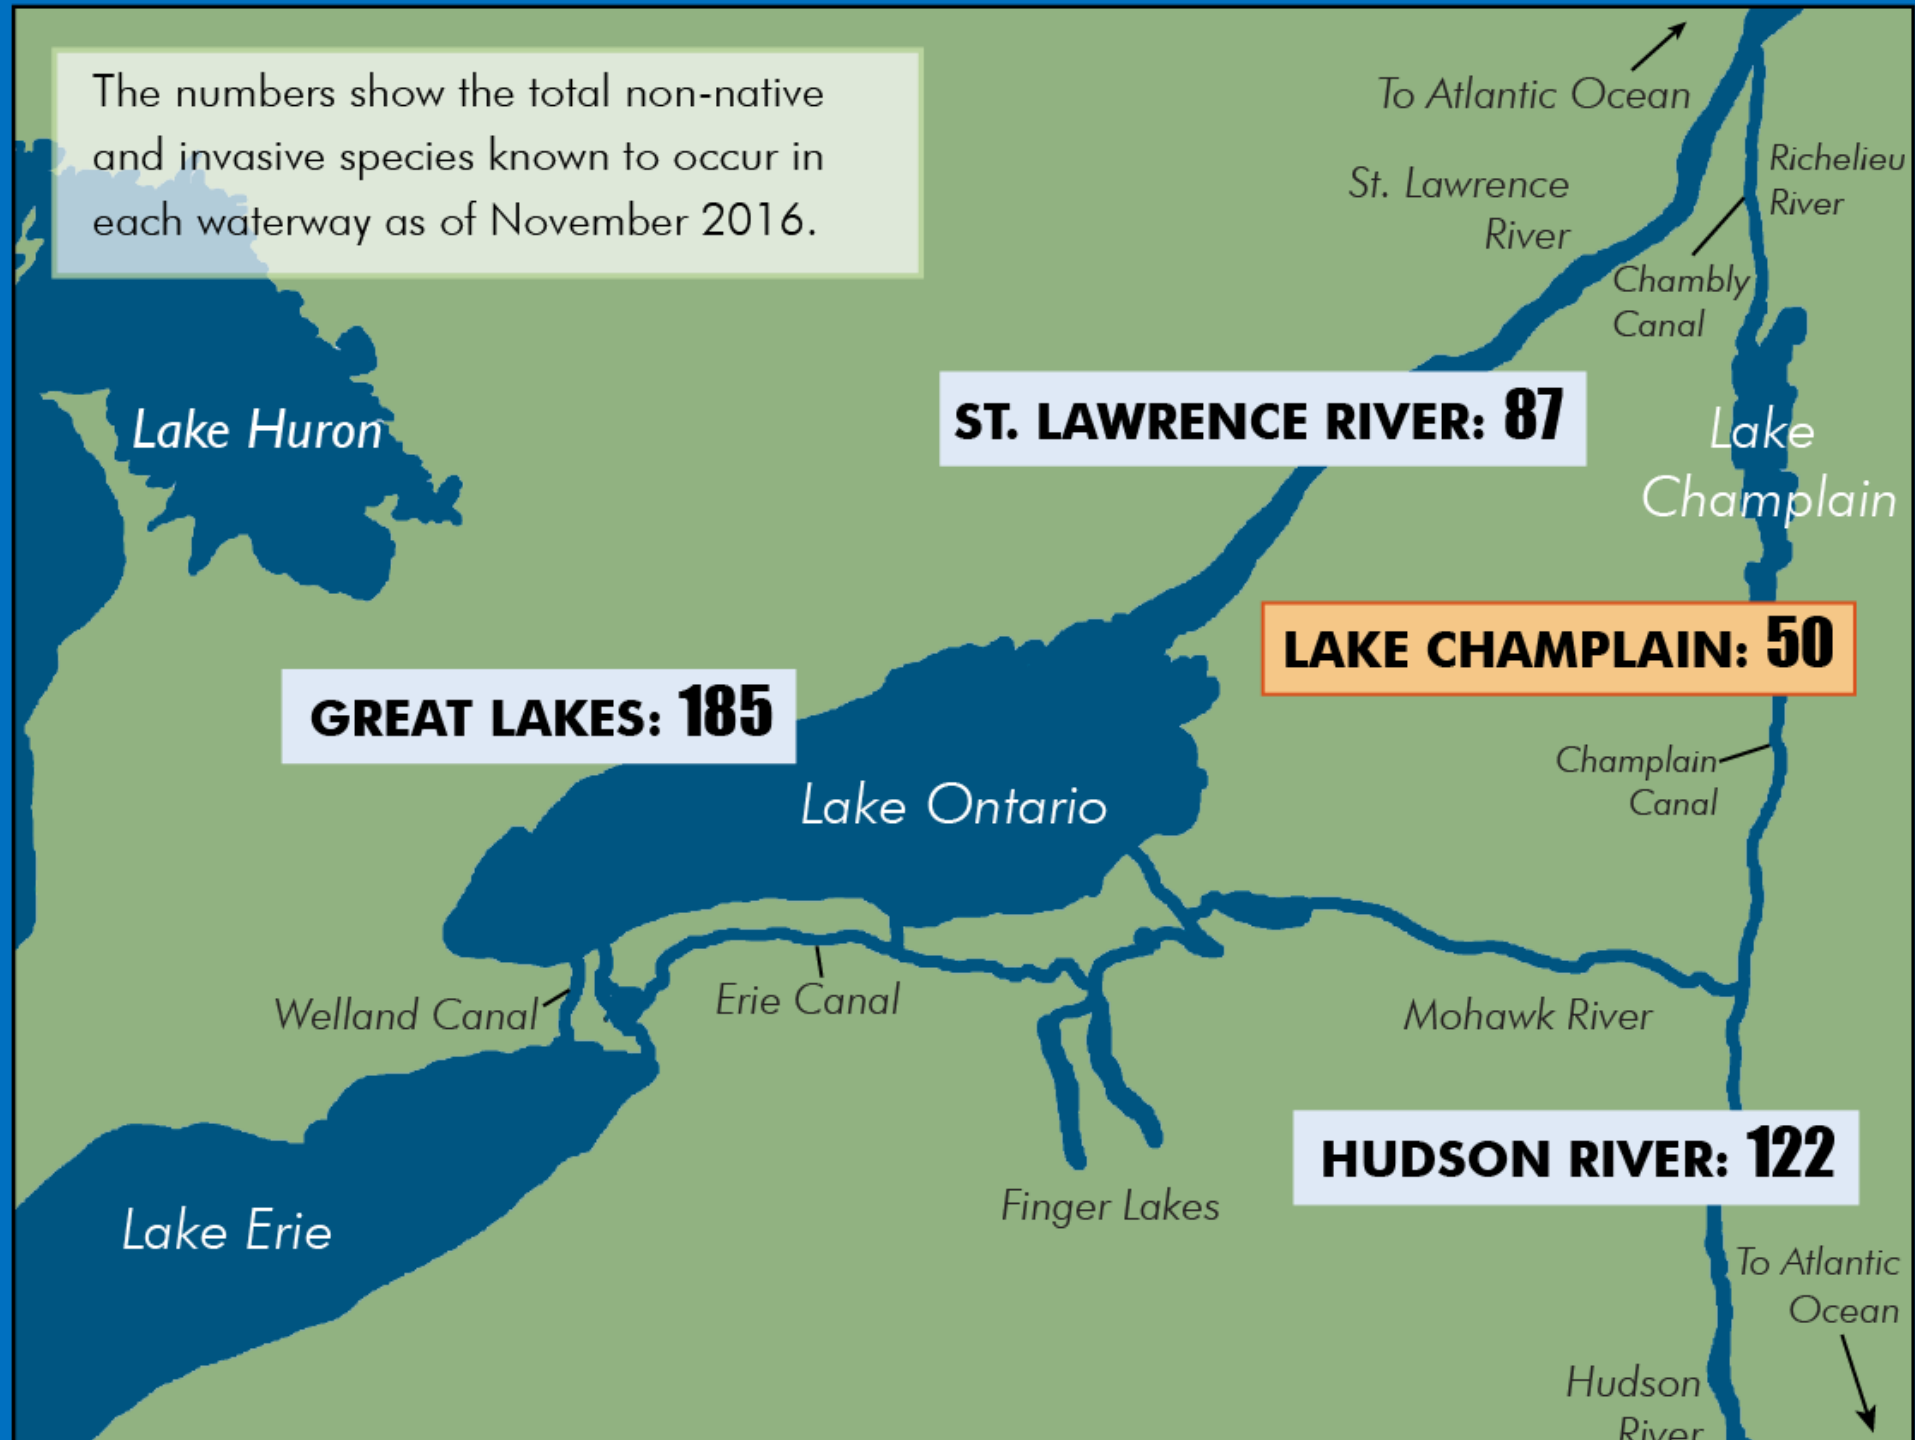 The numbers show the total non-native
and invasive species known to occur in
each waterway as of November 2016.
To Atlantic Ocean
Richelieu
River
St. Lawrence
River
Chambly
Canal
Lake Huron
ST. LAWRENCE RIVER: 87
Lake
Champlain
LAKE CHAMPLAIN: 50
GREAT LAKES: 185
Champlain
Canal
Lake Ontario
Welland Canal
Erie Canal
Mohawk River
HUDSON RIVER: 122
Finger Lakes
Lake Erie
To Atlantic
Ocean
Hudson
River